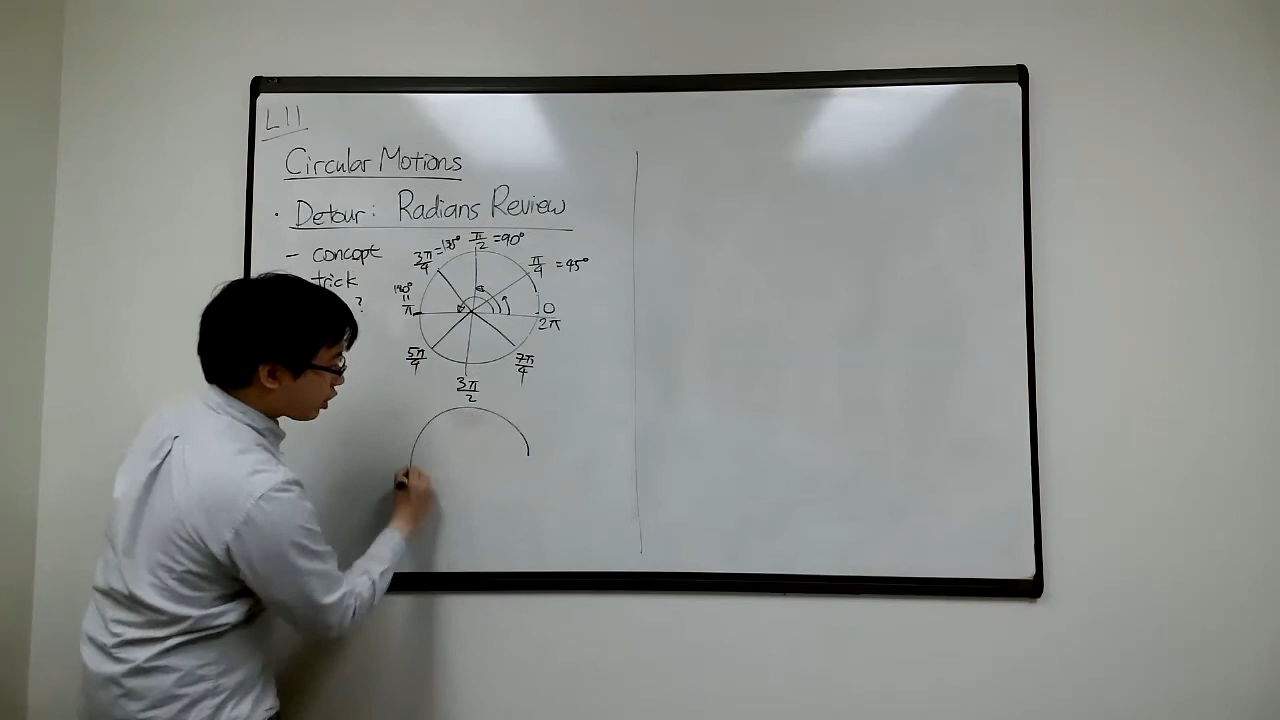 L11
Circular Motions
· Detour: Radians Review
- concept
trick
?
π/2 = 90°
3π/4 = 135°
π/4 = 45°
180°
"
π
0
2π
5π/4
7π/4
3π/2